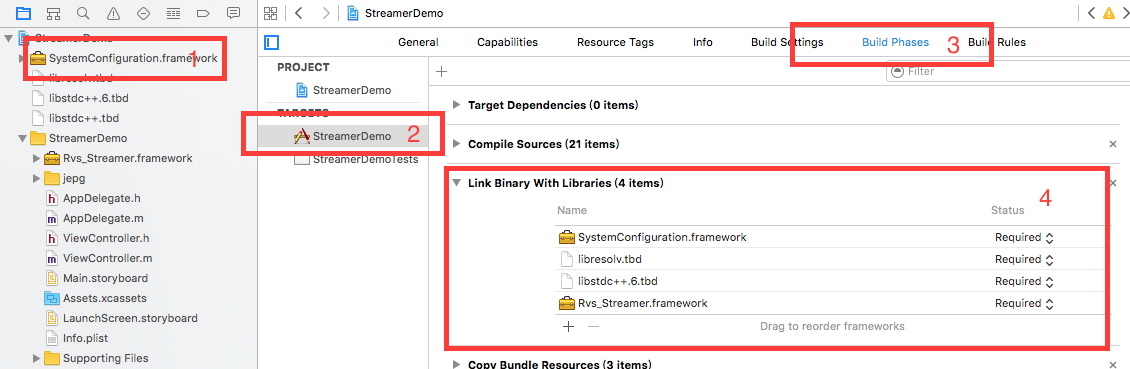 StreamerDemo
StreamerDemo
General Capabilities Resource Tags Info Build Settings Build Phases Build Rules
3
Filter
StreamerDemo
SystemConfiguration.framework
1
libresolv.tbd
libstdc++.6.tbd
libstdc++.tbd
StreamerDemo
Rvs_Streamer.framework
jepg
h AppDelegate.h
m AppDelegate.m
h ViewController.h
m ViewController.m
Main.storyboard
Assets.xcassets
LaunchScreen.storyboard
Info.plist
Supporting Files
PROJECT
StreamerDemo
TARGETS
StreamerDemo
2
StreamerDemoTests
Target Dependencies (0 items)
Compile Sources (21 items)
Link Binary With Libraries (4 items)
4
Name Status
SystemConfiguration.framework Required
libresolv.tbd Required
libstdc++.6.tbd Required
Rvs_Streamer.framework Required
Drag to reorder frameworks
Copy Bundle Resources (3 items)